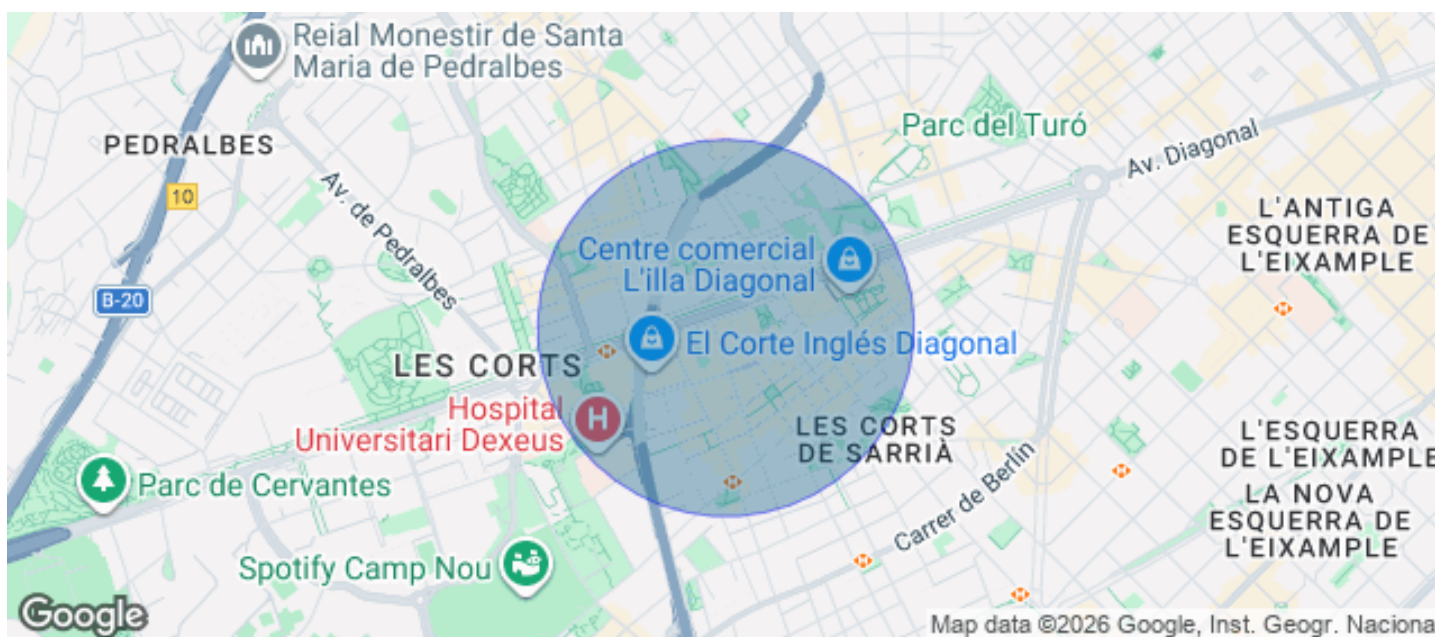 Reial Monestir de Santa
Maria de Pedralbes
PEDRALBES
10
Av. de Pedralbes
B-20
Parc del Turó
Av. Diagonal
L'ANTIGA
ESQUERRA DE
L'EIXAMPLE
Centre comercial
L'illa Diagonal
El Corte Inglés Diagonal
LES CORTS
Hospital
Universitari Dexeus
H
LES CORTS
DE SARRIÀ
L'ESQUERRA
DE L'EIXAMPLE
LA NOVA
ESQUERRA DE
L'EIXAMPLE
Parc de Cervantes
Carrer de Berlín
Spotify Camp Nou
Google
Map data ©2026 Google, Inst. Geogr. Naciona